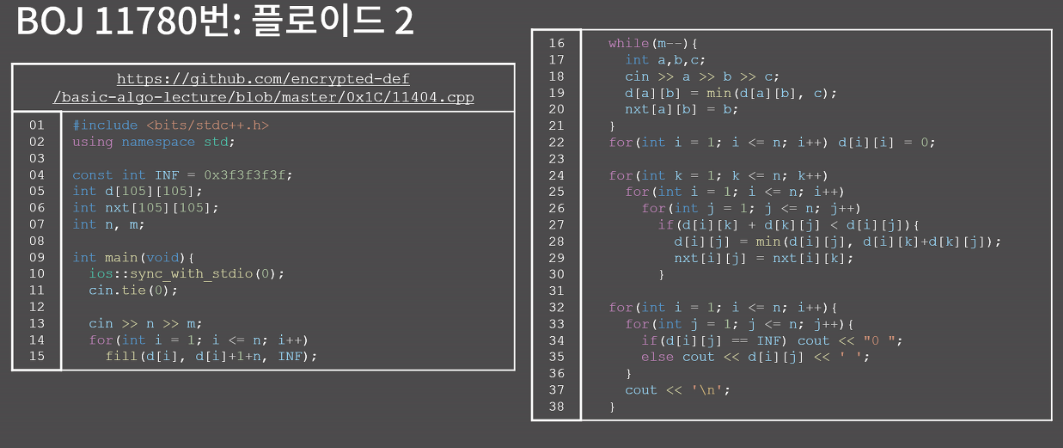 BOJ 11780번: 플로이드 2
https://github.com/encrypted-def
/basic-algo-lecture/blob/master/0x1C/11404.cpp
01 #include <bits/stdc++.h>
02 using namespace std;
03
04 const int INF = 0x3f3f3f3f;
05 int d[105][105];
06 int nxt[105][105];
07 int n, m;
08
09 int main(void){
10   ios::sync_with_stdio(0);
11   cin.tie(0);
12
13   cin >> n >> m;
14   for(int i = 1; i <= n; i++)
15     fill(d[i], d[i]+1+n, INF);
16   while(m--){
17     int a,b,c;
18     cin >> a >> b >> c;
19     d[a][b] = min(d[a][b], c);
20     nxt[a][b] = b;
21   }
22   for(int i = 1; i <= n; i++) d[i][i] = 0;
23
24   for(int k = 1; k <= n; k++)
25     for(int i = 1; i <= n; i++)
26       for(int j = 1; j <= n; j++)
27         if(d[i][k] + d[k][j] < d[i][j]){
28           d[i][j] = min(d[i][j], d[i][k]+d[k][j]);
29           nxt[i][j] = nxt[i][k];
30         }
31
32   for(int i = 1; i <= n; i++){
33     for(int j = 1; j <= n; j++){
34       if(d[i][j] == INF) cout << "0 ";
35       else cout << d[i][j] << ' ';
36     }
37     cout << '\n';
38   }